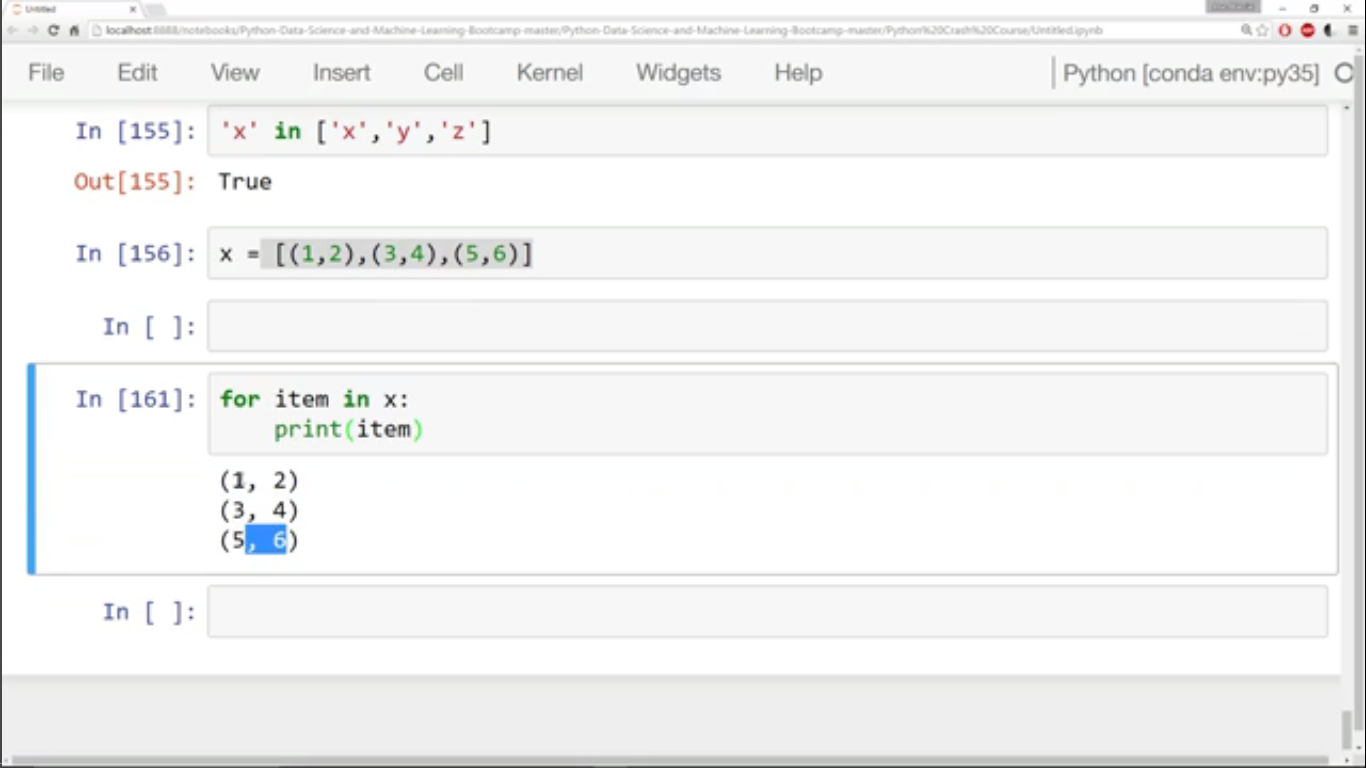 Untitled
localhost:8888/notebooks/Python-Data-Science-and-Machine-Learning-Bootcamp-master/Python-Data-Science-and-Machine-Learning-Bootcamp-master/Python%20Crash%20Course/Untitled.ipynb
File Edit View Insert Cell Kernel Widgets Help Python [conda env:py35]
In [155]: 'x' in ['x','y','z']
Out[155]: True
In [156]: x = [(1,2),(3,4),(5,6)]
In [ ]:
In [161]: for item in x:
print(item)
(1, 2)
(3, 4)
(5, 6)
In [ ]: